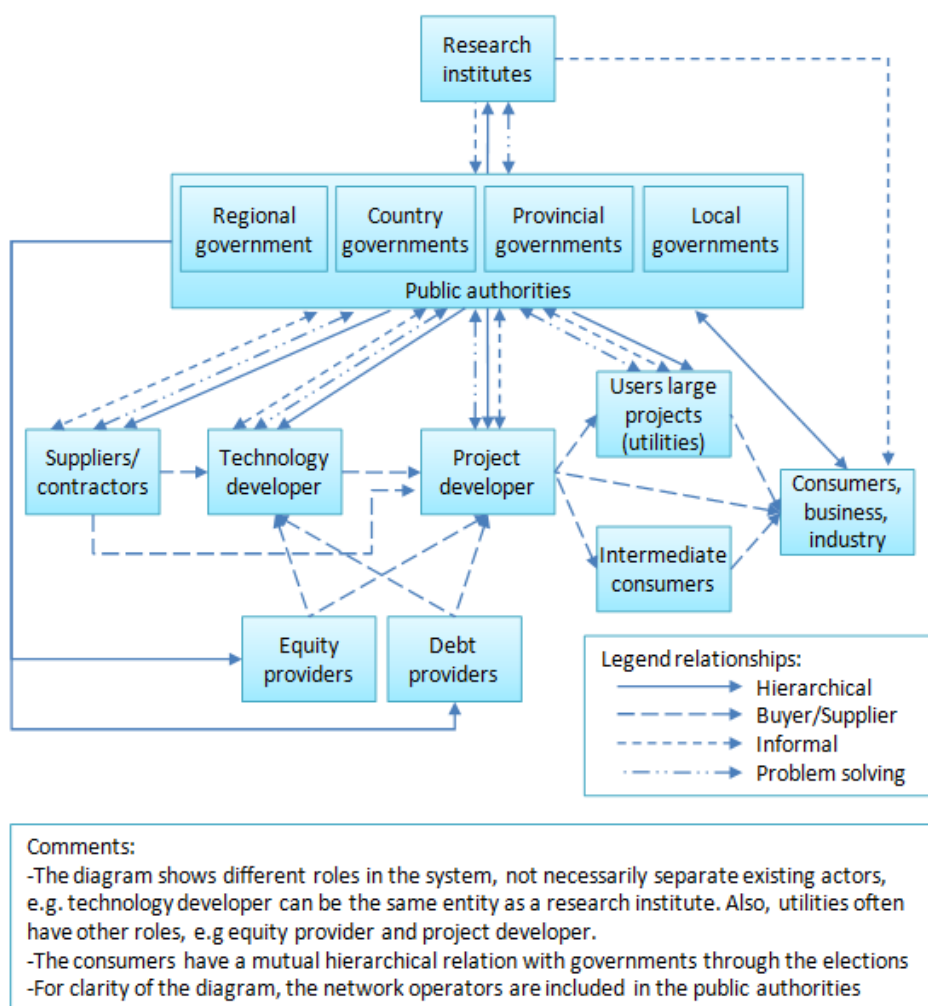 Research
institutes
Regional
government
Country
governments
Provincial
governments
Local
governments
Public authorities
Suppliers/
contractors
Technology
developer
Project
developer
Users large
projects
(utilities)
Consumers,
business,
industry
Intermediate
consumers
Equity
providers
Debt
providers
Legend relationships:
Hierarchical
Buyer/Supplier
Informal
Problem solving
Comments:
-The diagram shows different roles in the system, not necessarily separate existing actors,
e.g. technology developer can be the same entity as a research institute. Also, utilities often
have other roles, e.g equity provider and project developer.
-The consumers have a mutual hierarchical relation with governments through the elections
-For clarity of the diagram, the network operators are included in the public authorities